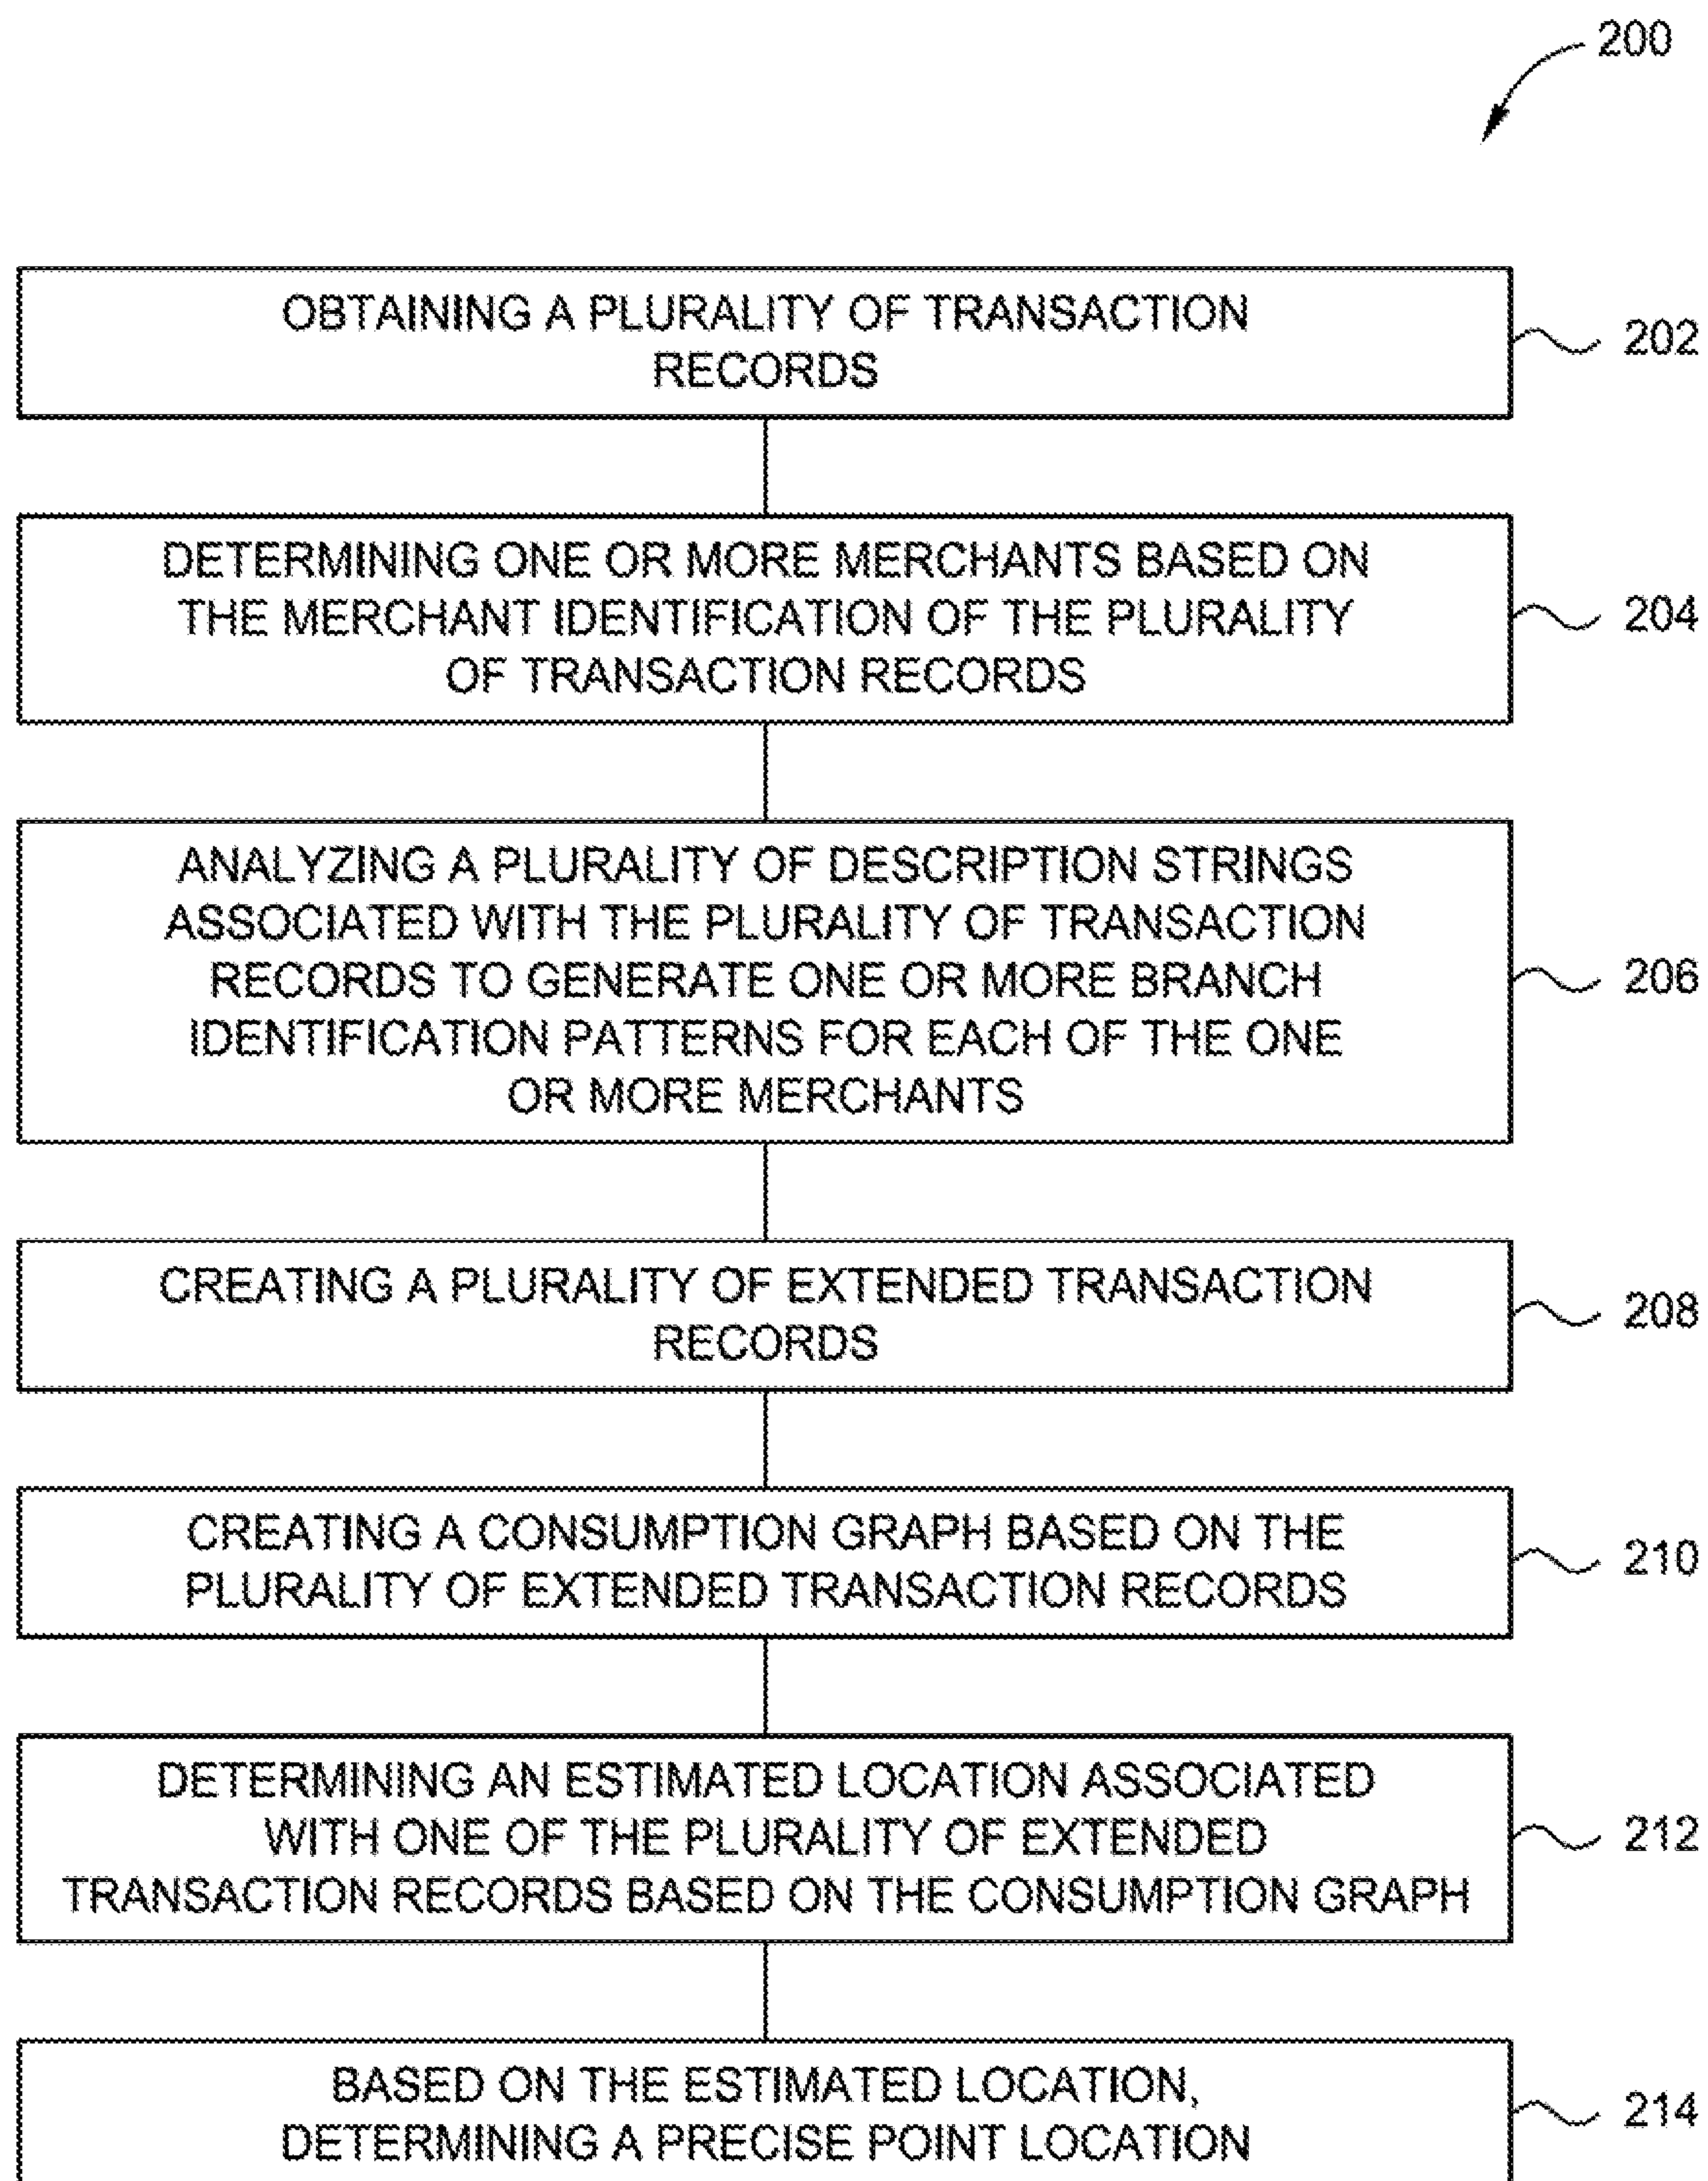 200
OBTAINING A PLURALITY OF TRANSACTION
RECORDS
202
DETERMINING ONE OR MORE MERCHANTS BASED ON
THE MERCHANT IDENTIFICATION OF THE PLURALITY
OF TRANSACTION RECORDS
204
ANALYZING A PLURALITY OF DESCRIPTION STRINGS
ASSOCIATED WITH THE PLURALITY OF TRANSACTION
RECORDS TO GENERATE ONE OR MORE BRANCH
IDENTIFICATION PATTERNS FOR EACH OF THE ONE
OR MORE MERCHANTS
206
CREATING A PLURALITY OF EXTENDED TRANSACTION
RECORDS
208
CREATING A CONSUMPTION GRAPH BASED ON THE
PLURALITY OF EXTENDED TRANSACTION RECORDS
210
DETERMINING AN ESTIMATED LOCATION ASSOCIATED
WITH ONE OF THE PLURALITY OF EXTENDED
TRANSACTION RECORDS BASED ON THE CONSUMPTION GRAPH
212
BASED ON THE ESTIMATED LOCATION,
DETERMINING A PRECISE POINT LOCATION
214